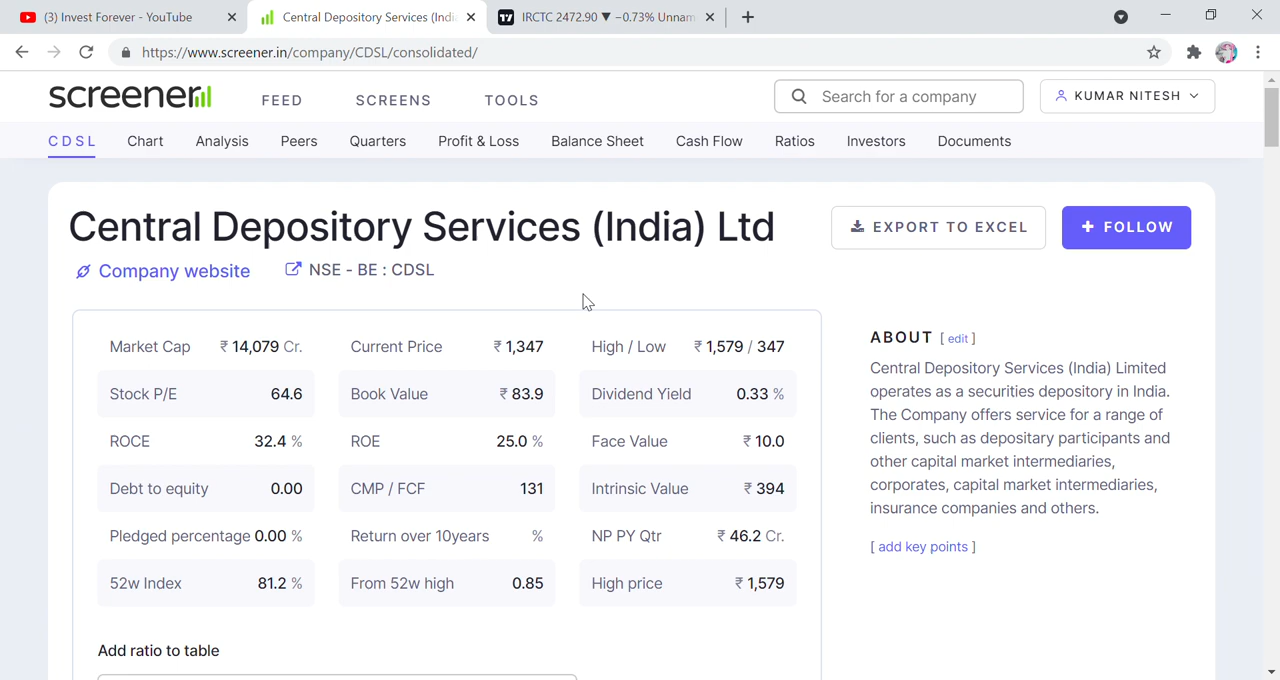 (3) Invest Forever - YouTube
Central Depository Services (Indi
IRCTC 2472.90 ▼ −0.73% Unnam
https://www.screener.in/company/CDSL/consolidated/
screener
FEED
SCREENS
TOOLS
Search for a company
KUMAR NITESH
CDSL
Chart
Analysis
Peers
Quarters
Profit & Loss
Balance Sheet
Cash Flow
Ratios
Investors
Documents
Central Depository Services (India) Ltd
EXPORT TO EXCEL
+ FOLLOW
Company website
NSE - BE : CDSL
Market Cap ₹ 14,079 Cr.
Current Price ₹ 1,347
High / Low ₹ 1,579 / 347
Stock P/E 64.6
Book Value ₹ 83.9
Dividend Yield 0.33 %
ROCE 32.4 %
ROE 25.0 %
Face Value ₹ 10.0
Debt to equity 0.00
CMP / FCF 131
Intrinsic Value ₹ 394
Pledged percentage 0.00 %
Return over 10years %
NP PY Qtr ₹ 46.2 Cr.
52w Index 81.2 %
From 52w high 0.85
High price ₹ 1,579
Add ratio to table
ABOUT [ edit ]
Central Depository Services (India) Limited
operates as a securities depository in India.
The Company offers service for a range of
clients, such as depositary participants and
other capital market intermediaries,
corporates, capital market intermediaries,
insurance companies and others.
[ add key points ]